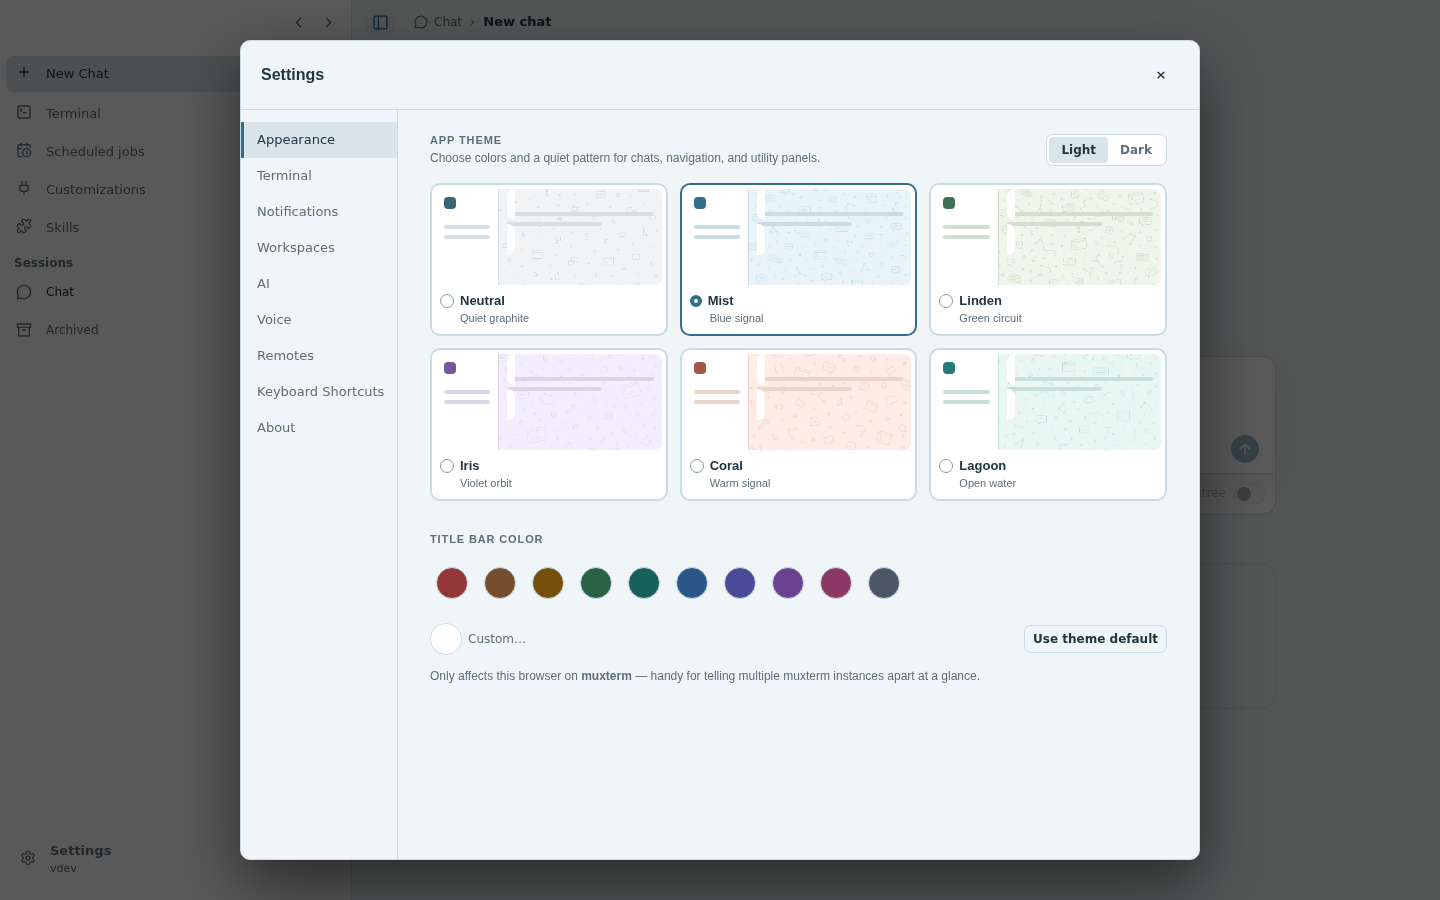 Chat › New chat
New Chat
Terminal
Scheduled jobs
Customizations
Skills
Sessions
Chat
Archived
Settings
vdev
Settings
×
Appearance
Terminal
Notifications
Workspaces
AI
Voice
Remotes
Keyboard Shortcuts
About
APP THEME
Choose colors and a quiet pattern for chats, navigation, and utility panels.
Light
Dark
Neutral
Quiet graphite
Mist
Blue signal
Linden
Green circuit
Iris
Violet orbit
Coral
Warm signal
Lagoon
Open water
TITLE BAR COLOR
Custom...
Use theme default
Only affects this browser on muxterm — handy for telling multiple muxterm instances apart at a glance.